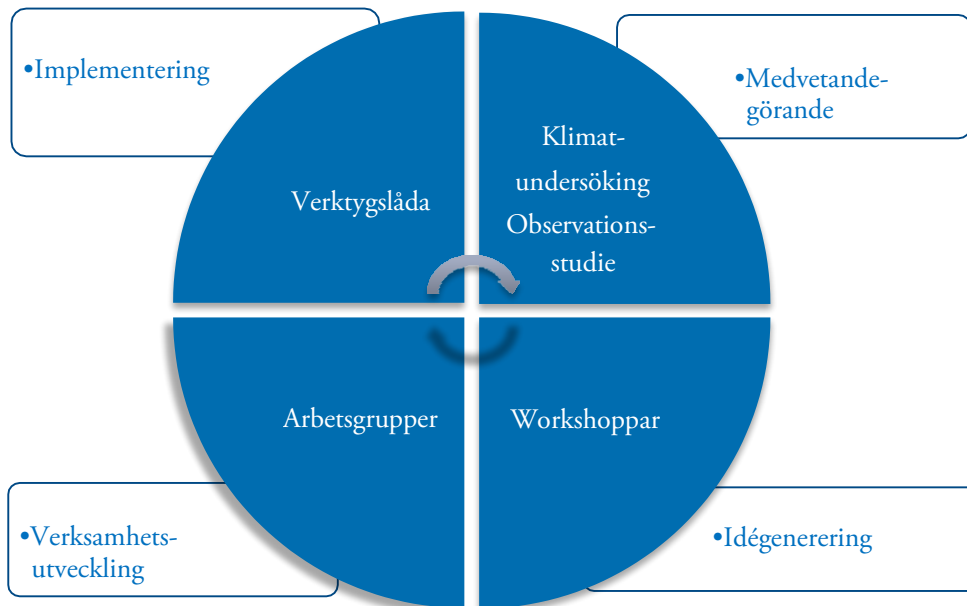 •Implementering
•Medvetande-
görande
Klimat-
undersöking
Observations-
studie
Verktygslåda
Arbetsgrupper
Workshoppar
•Verksamhets-
utveckling
•Idégenerering